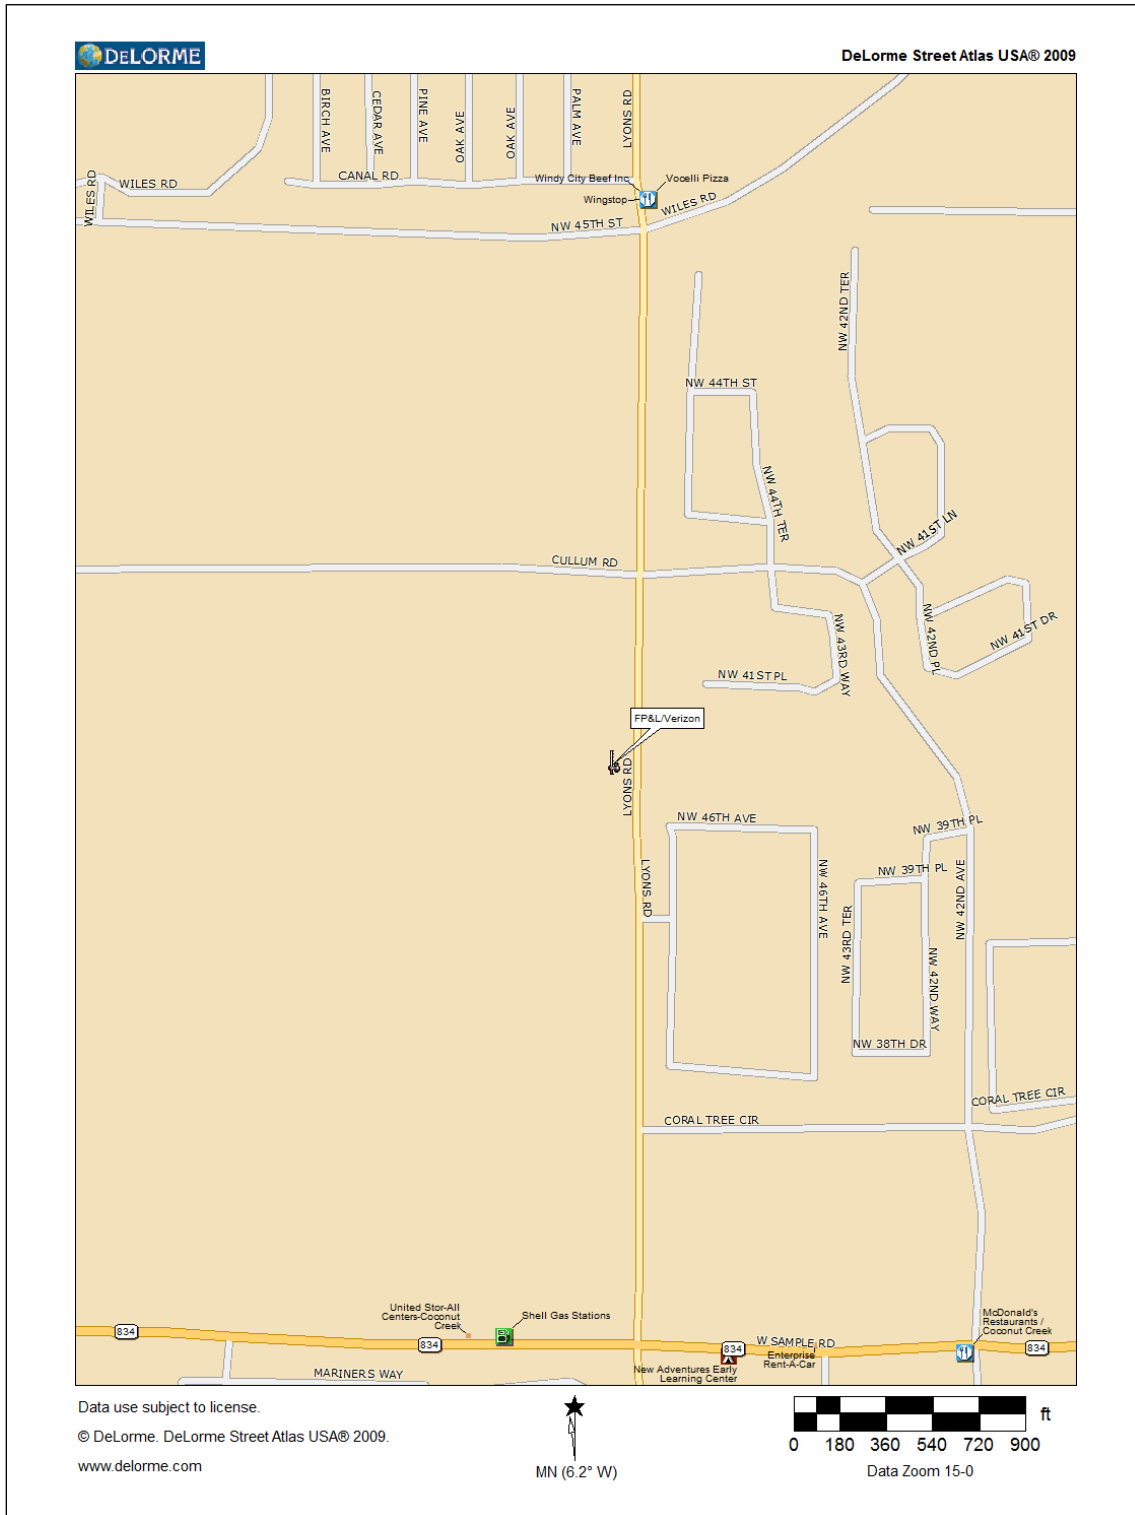 DELORME
DeLorme Street Atlas USA® 2009
BIRCH AVE
CEDAR AVE
PINE AVE
OAK AVE
OAK AVE
PALM AVE
LYONS RD
WILES RD
WILES RD
CANAL RD
Windy City Beef Inc
Vocelli Pizza
Wingstop
WILES RD
NW 45TH ST
NW 42ND TER
NW 44TH ST
NW 44TH TER
NW 41ST LN
CULLUM RD
NW 43RD WAY
NW 42ND PL
NW 41ST DR
NW 41ST PL
FP&L/Verizon
LYONS RD
NW 46TH AVE
NW 39TH PL
LYONS RD
NW 46TH AVE
NW 39TH PL
NW 42ND AVE
NW 43RD TER
NW 42ND WAY
NW 38TH DR
CORAL TREE CIR
CORAL TREE CIR
United Stor-All
Centers-Coconut
Creek
Shell Gas Stations
McDonald's
Restaurants /
Coconut Creek
834
834
834
W SAMPLE RD
834
Enterprise
Rent-A-Car
New Adventures Early
Learning Center
MARINERS WAY
Data use subject to license.
© DeLorme. DeLorme Street Atlas USA® 2009.
www.delorme.com
MN (6.2° W)
ft
0 180 360 540 720 900
Data Zoom 15-0